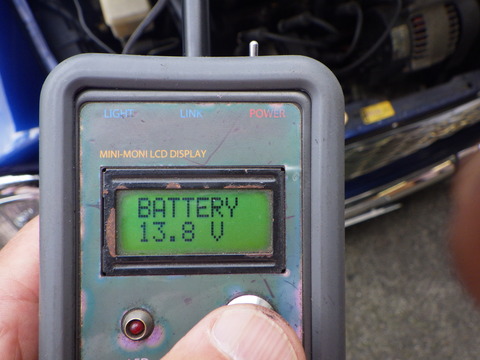 LIGHT LINK POWER
MINI-MONI LCD DISPLAY
BATTERY
13.8 V